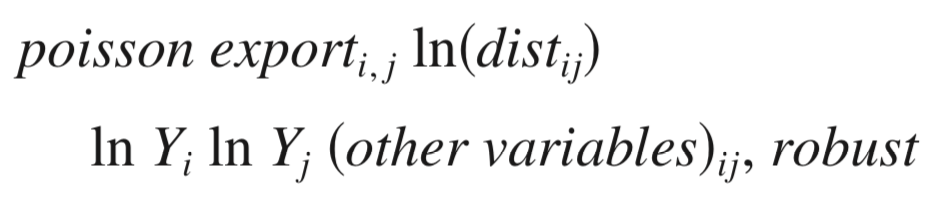 poisson export_{i,j} ln(dist_{ij})
ln Y_i ln Y_j (other variables)_{ij}, robust